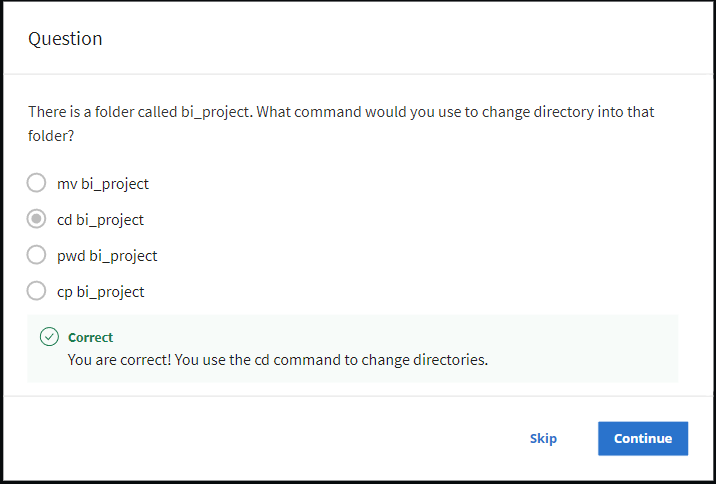 Question
There is a folder called bi_project. What command would you use to change directory into that
folder?
mv bi_project
cd bi_project
pwd bi_project
cp bi_project
Correct
You are correct! You use the cd command to change directories.
Skip
Continue